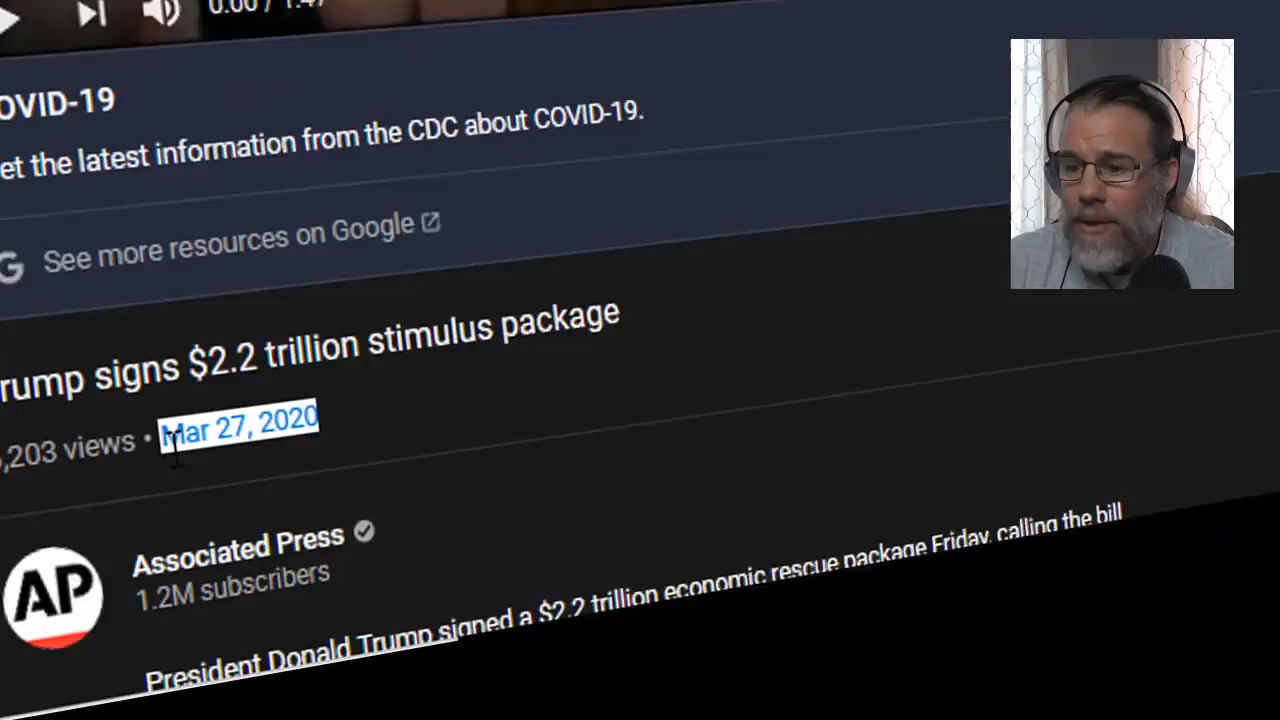 0:00 / 1:47
OVID-19
et the latest information from the CDC about COVID-19.
G See more resources on Google
rump signs $2.2 trillion stimulus package
,203 views • Mar 27, 2020
Associated Press
1.2M subscribers
AP
President Donald Trump signed a $2.2 trillion economic rescue package Friday, calling the bill